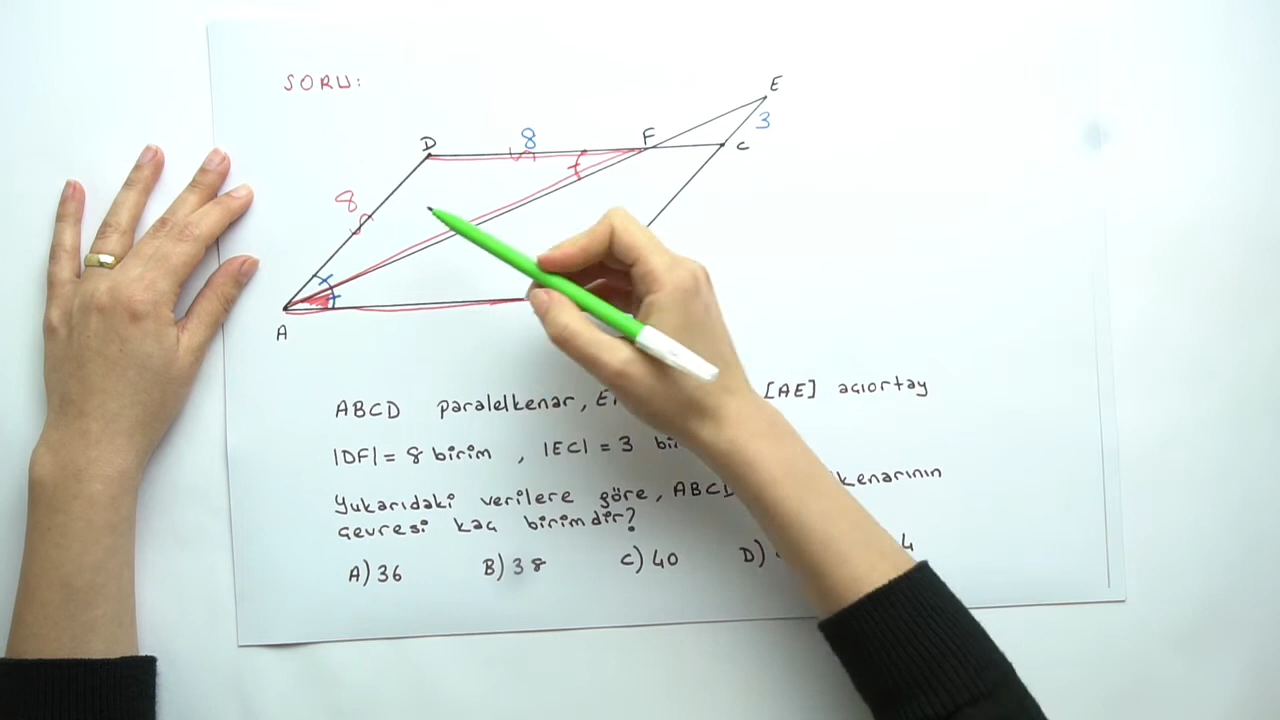 SORU:
E
D 8 F
3
C
8
A
ABCD paralelkenar, [AE] açıortay
|DF| = 8 birim , |EC| = 3
Yukarıdaki verilere göre, ABCD
çevresi kaç birimdir?
A) 36 B) 38 C) 40 D)